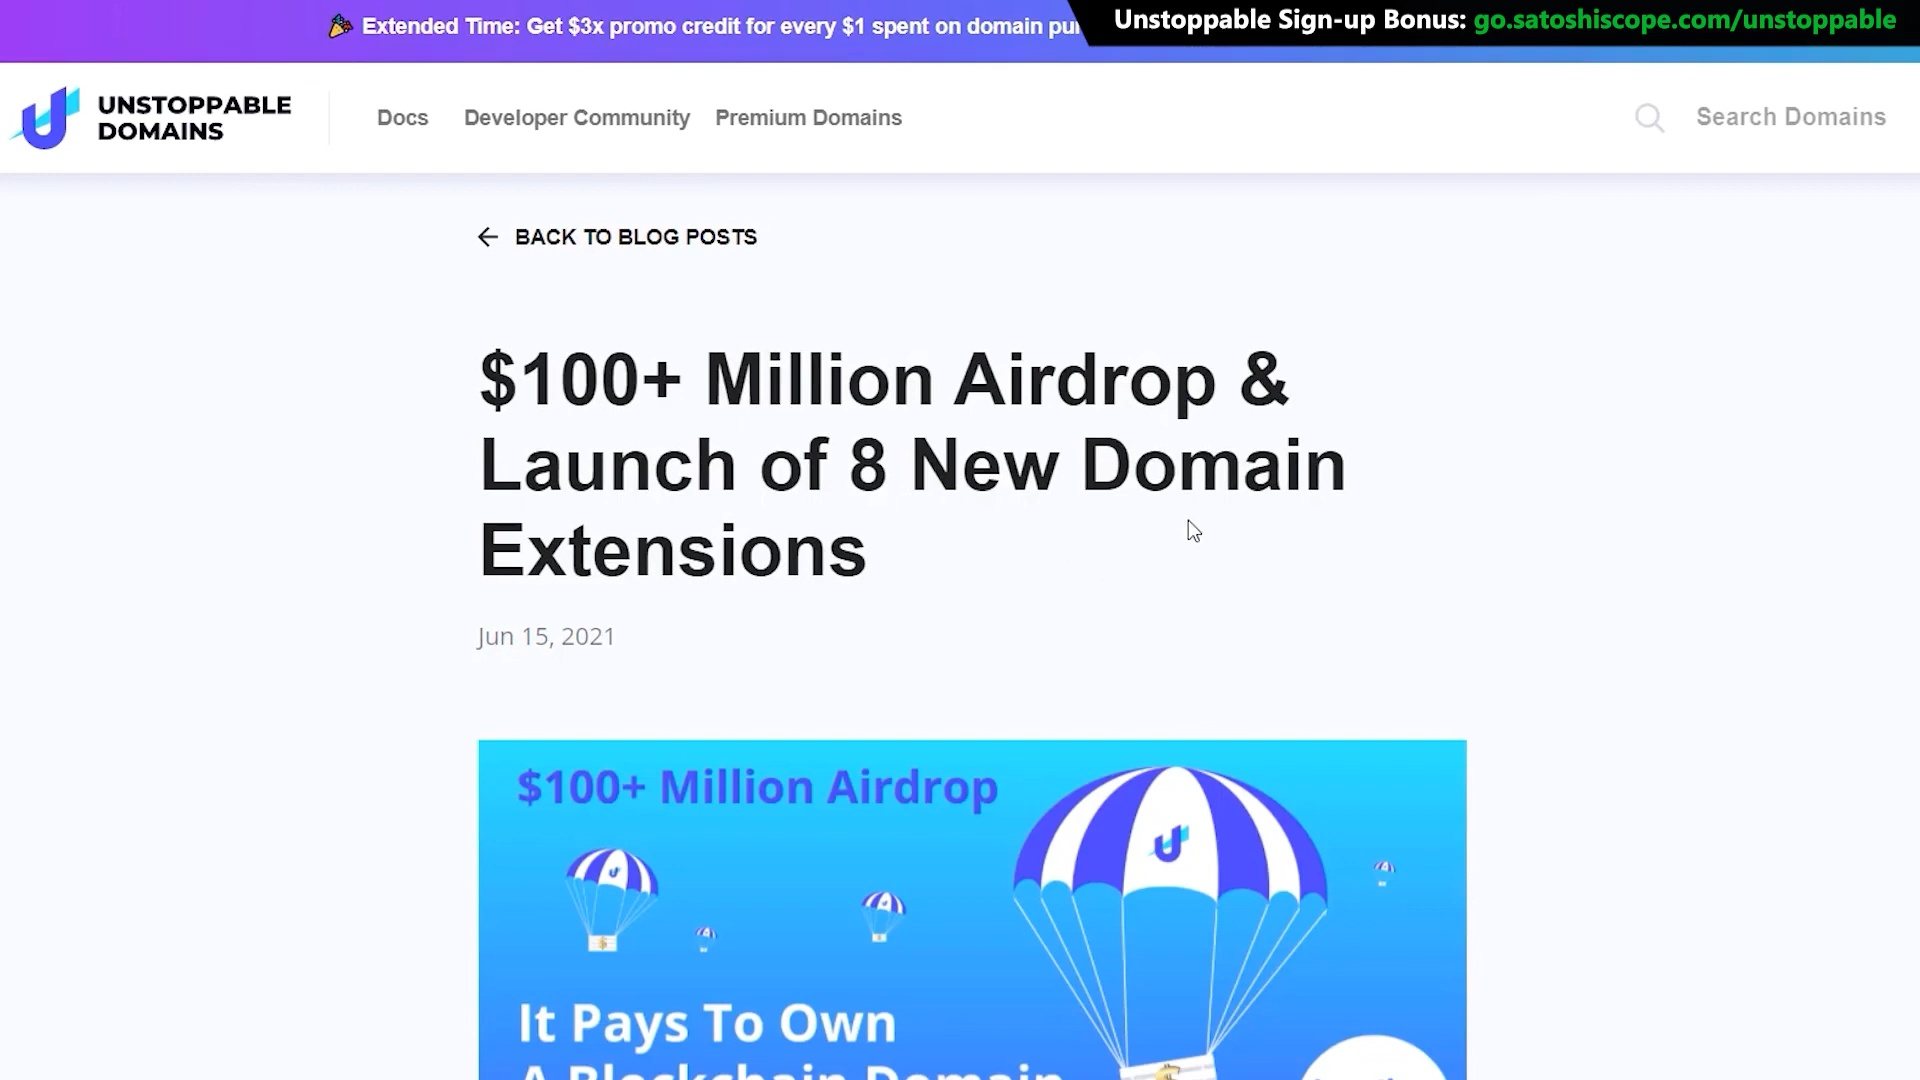 Extended Time: Get $3x promo credit for every $1 spent on domain
Unstoppable Sign-up Bonus: go.satoshiscope.com/unstoppable
UNSTOPPABLE
DOMAINS
Docs Developer Community Premium Domains Search Domains
BACK TO BLOG POSTS
$100+ Million Airdrop &
Launch of 8 New Domain
Extensions
Jun 15, 2021
$100+ Million Airdrop
It Pays To Own
A Blockchain Domain